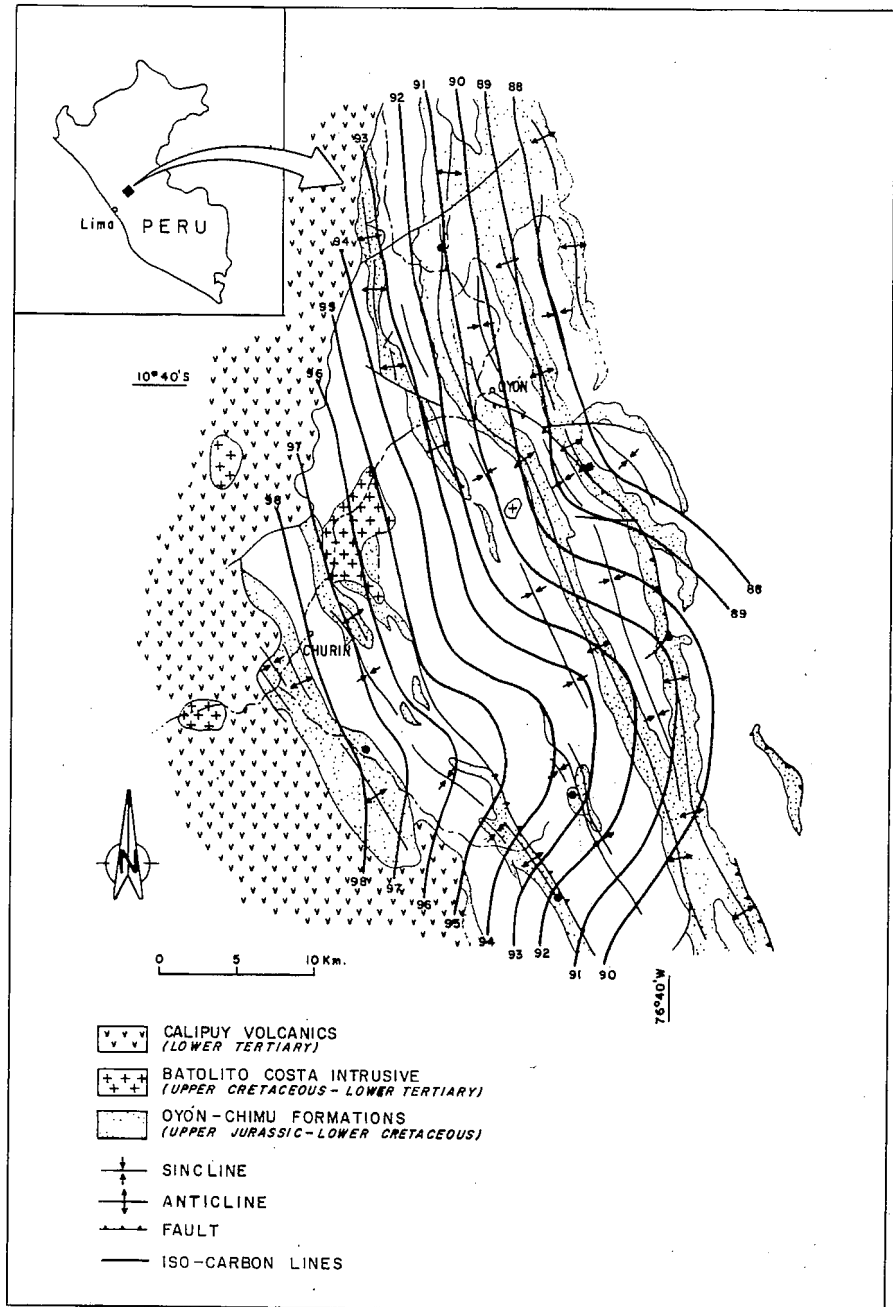 Lima
PERU
91
90
89
88
92
93
94
95
96
97
98
10°40'S
OYÓN
CHURIN
88
89
N
98
97
96
95
94
93
92
91
90
0 5 10 Km.
76°40'W
CALIPUY VOLCANICS
(LOWER TERTIARY)
BATOLITO COSTA INTRUSIVE
(UPPER CRETACEOUS-LOWER TERTIARY)
OYÓN-CHIMU FORMATIONS
(UPPER JURASSIC-LOWER CRETACEOUS)
SINCLINE
ANTICLINE
FAULT
ISO-CARBON LINES